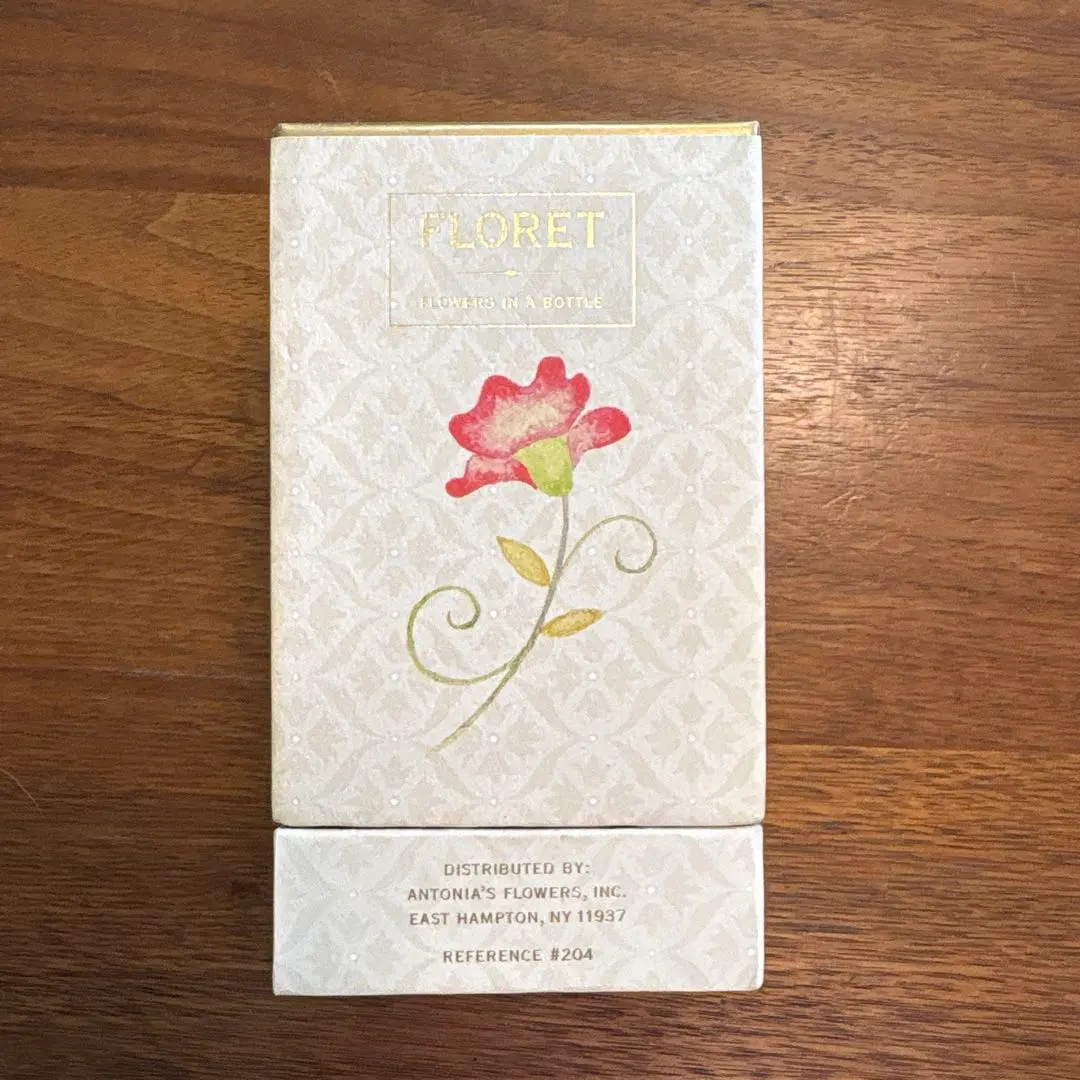 FLORET
FLOWERS IN A BOTTLE
DISTRIBUTED BY:
ANTONIA'S FLOWERS, INC.
EAST HAMPTON, NY 11937
REFERENCE #204